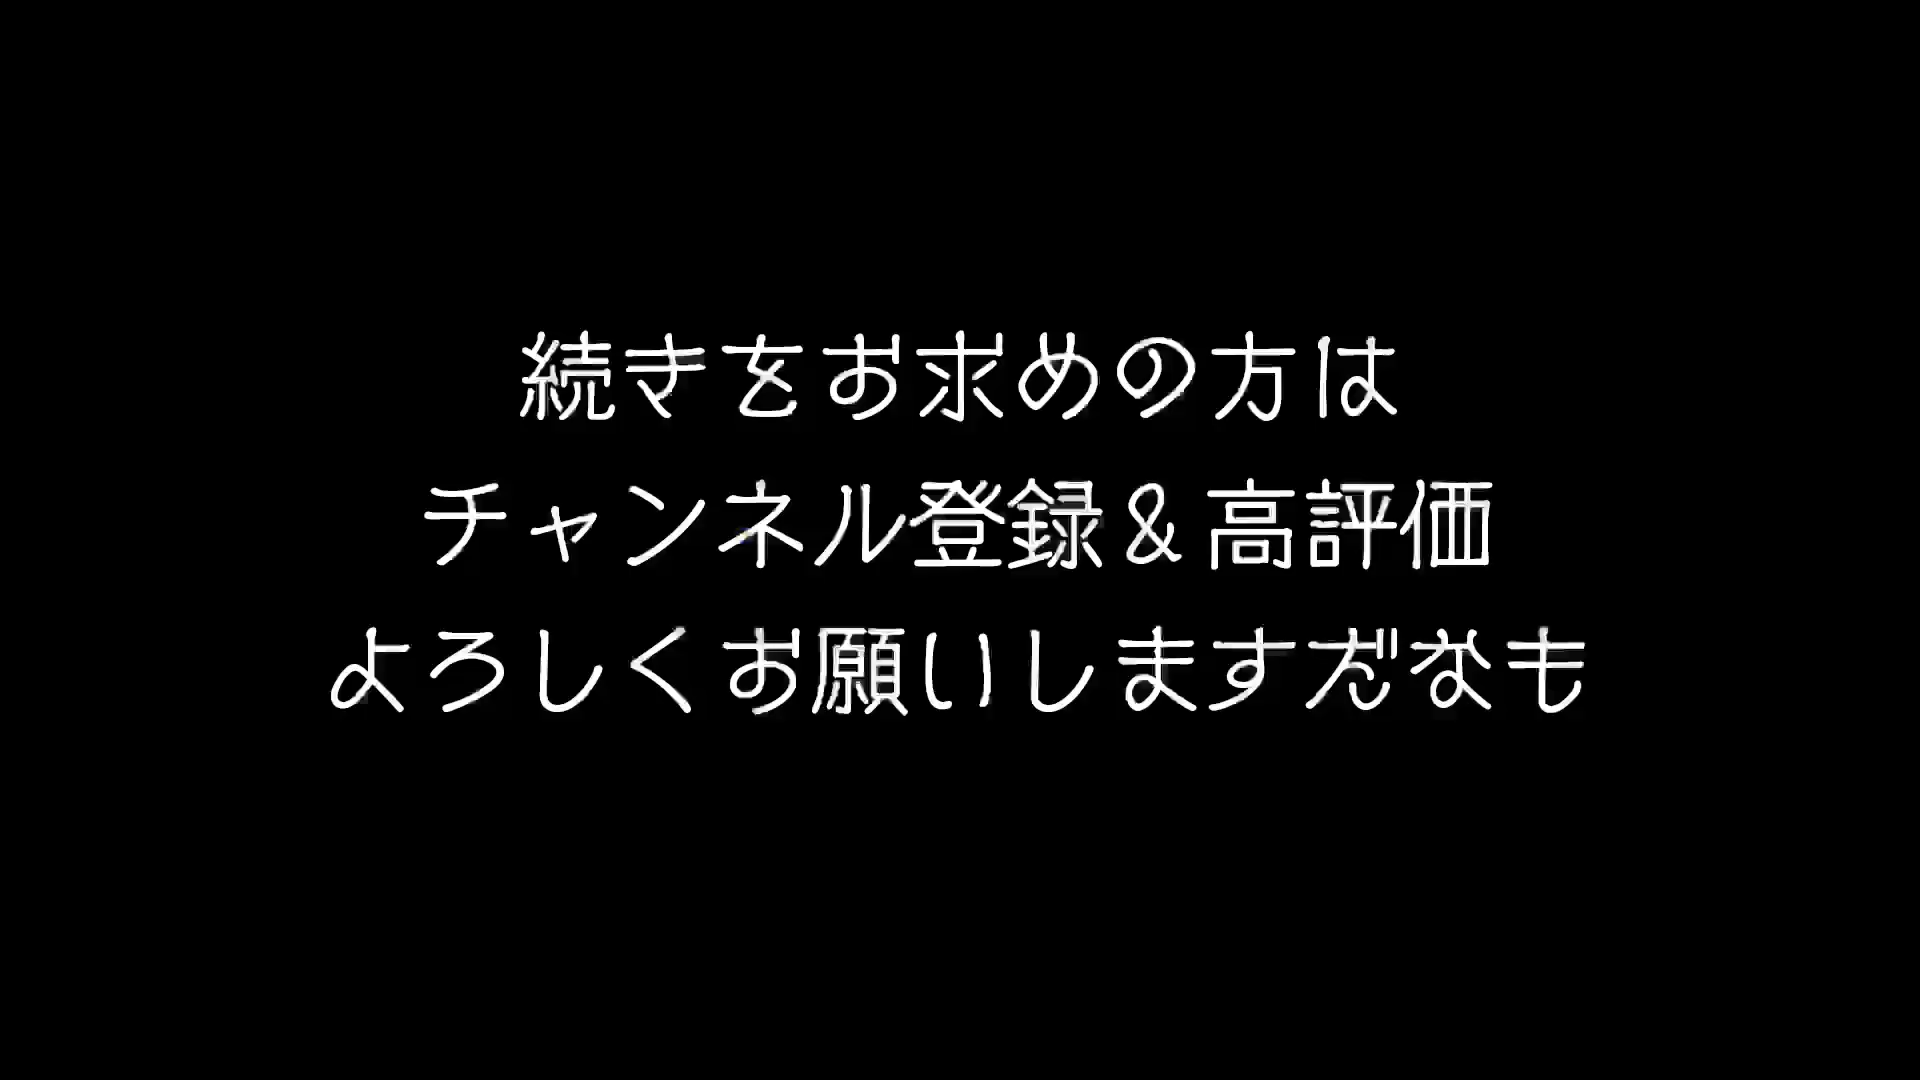 続きをお求めの方は
チャンネル登録＆高評価
よろしくお願いしますだなも